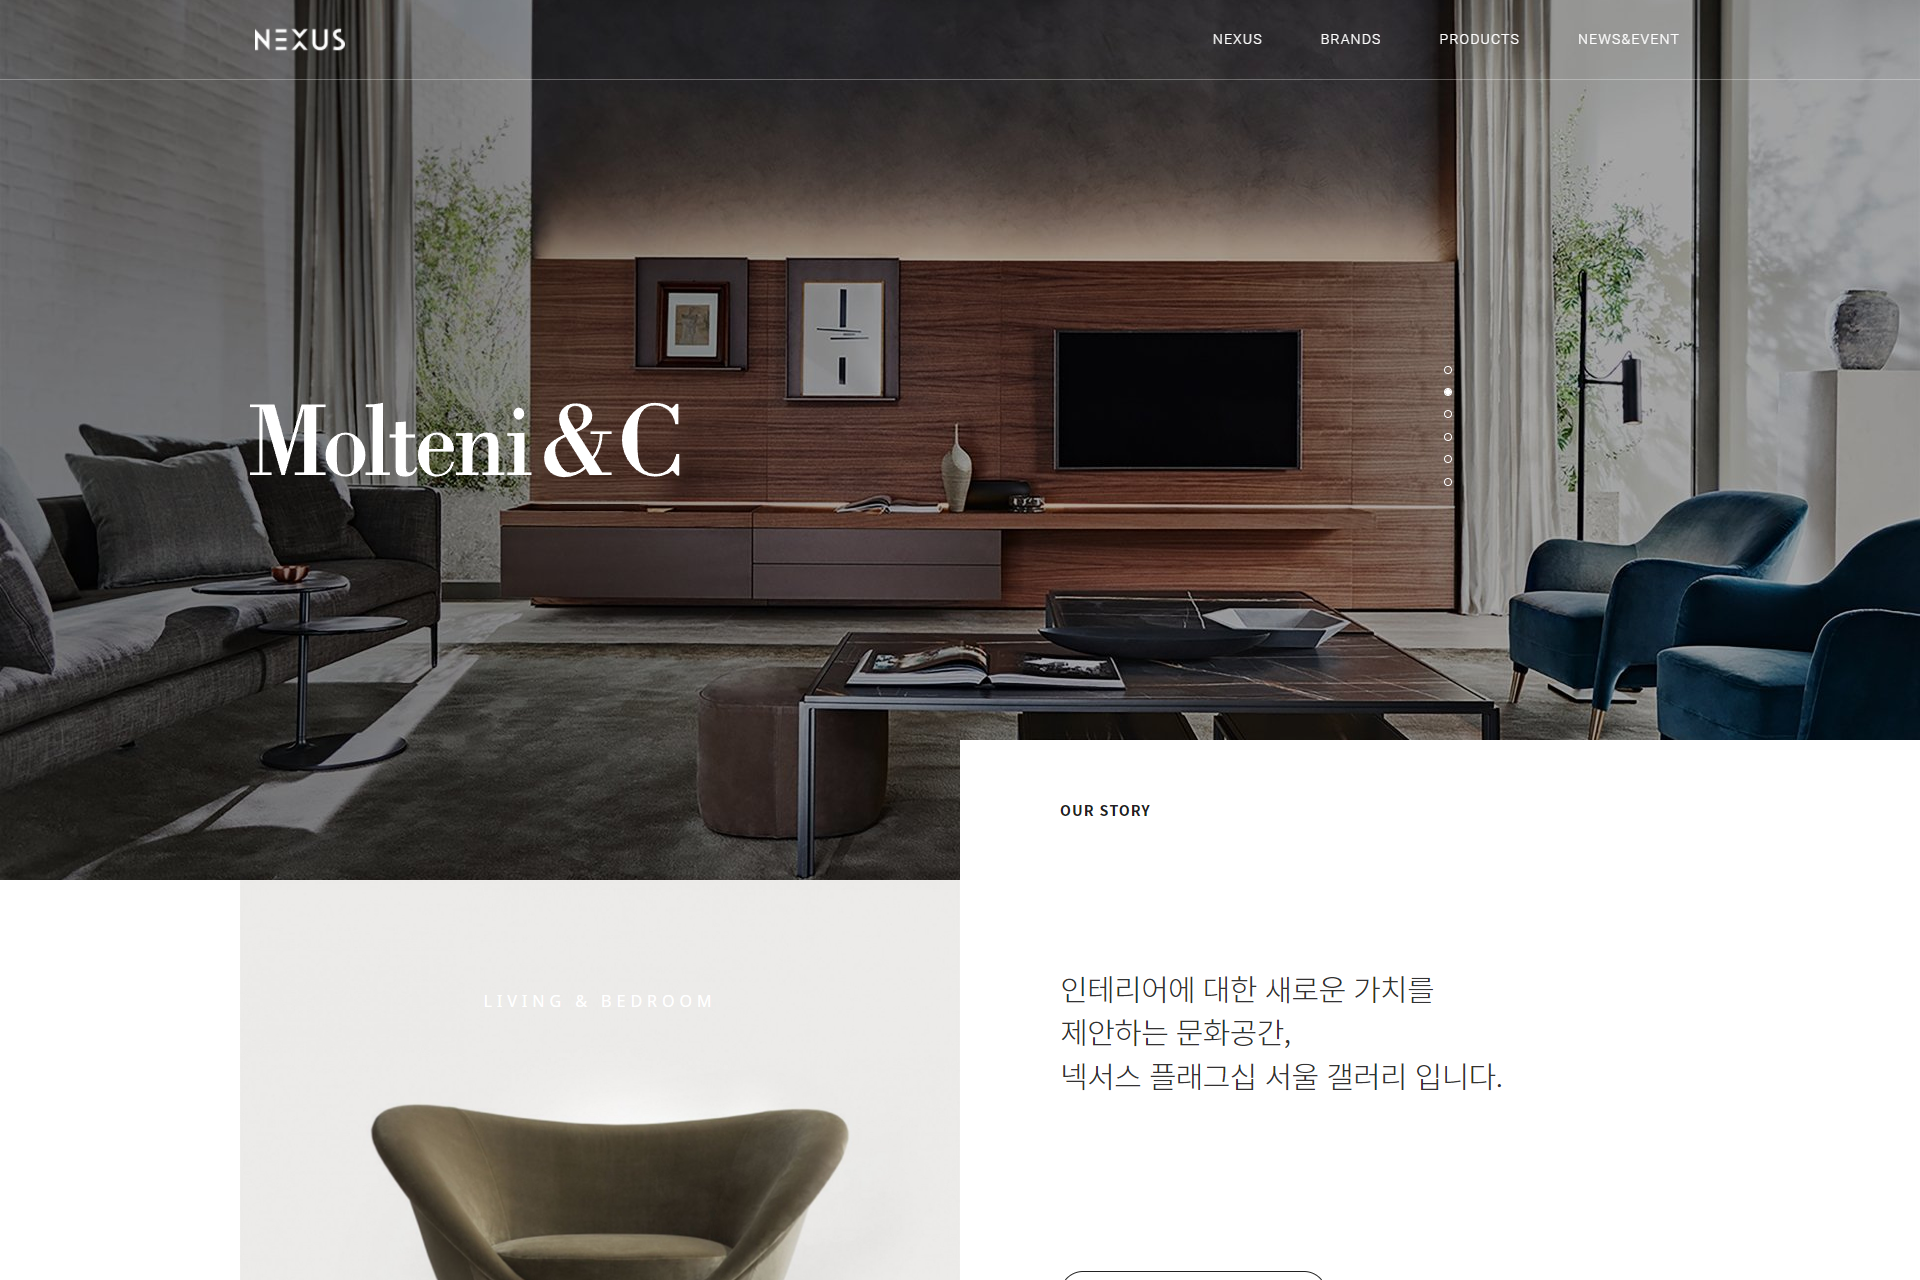 NEXUS
NEXUS
BRANDS
PRODUCTS
NEWS&EVENT
Molteni&C
OUR STORY
LIVING & BEDROOM
인테리어에 대한 새로운 가치를
제안하는 문화공간,
넥서스 플래그십 서울 갤러리 입니다.